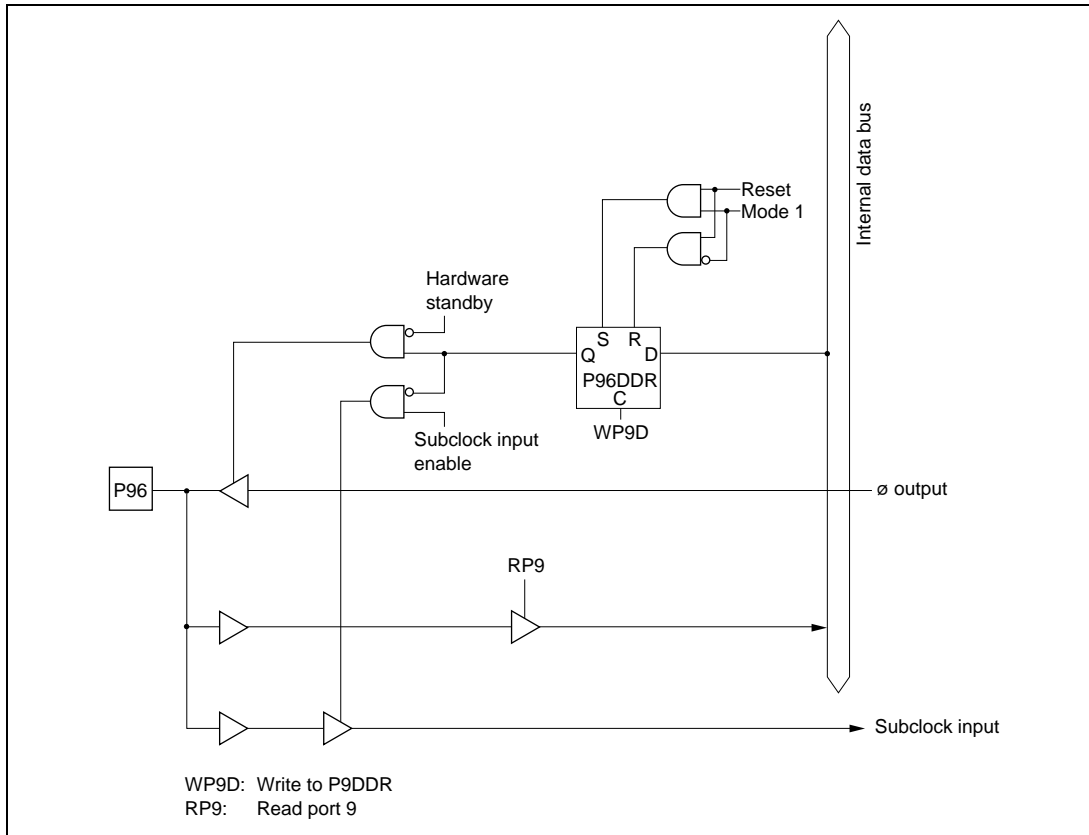 Internal data bus
Reset
Mode 1
Hardware
standby
S R
Q D
P96DDR
C
WP9D
Subclock input
enable
P96
ø output
RP9
Subclock input
WP9D: Write to P9DDR
RP9: Read port 9